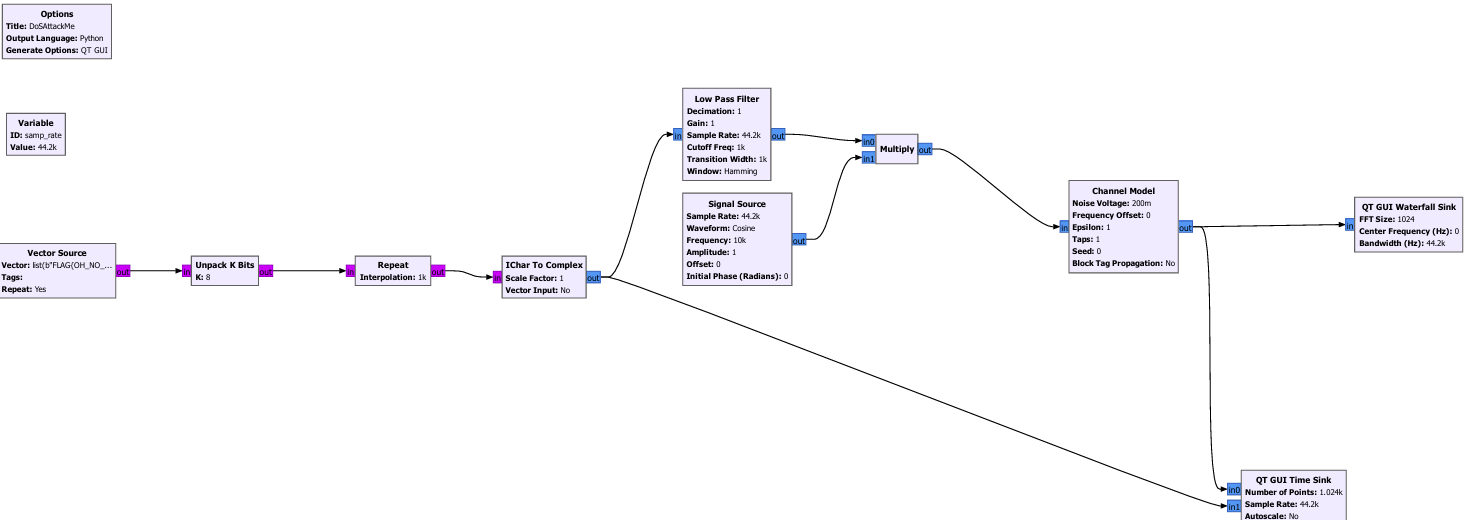 Options
Title: DoSAttackMe
Output Language: Python
Generate Options: QT GUI
Variable
ID: samp_rate
Value: 44.2k
Vector Source
Vector: list(b"FLAG{OH_NO_...
Tags:
Repeat: Yes
out
in
Unpack K Bits
K: 8
out
in
Repeat
Interpolation: 1k
out
in
IChar To Complex
Scale Factor: 1
Vector Input: No
out
in
Low Pass Filter
Decimation: 1
Gain: 1
Sample Rate: 44.2k
Cutoff Freq: 1k
Transition Width: 1k
Window: Hamming
out
Signal Source
Sample Rate: 44.2k
Waveform: Cosine
Frequency: 10k
Amplitude: 1
Offset: 0
Initial Phase (Radians): 0
out
in0
in1
Multiply
out
in
Channel Model
Noise Voltage: 200m
Frequency Offset: 0
Epsilon: 1
Taps: 1
Seed: 0
Block Tag Propagation: No
out
in
QT GUI Waterfall Sink
FFT Size: 1024
Center Frequency (Hz): 0
Bandwidth (Hz): 44.2k
in0
in1
QT GUI Time Sink
Number of Points: 1.024k
Sample Rate: 44.2k
Autoscale: No